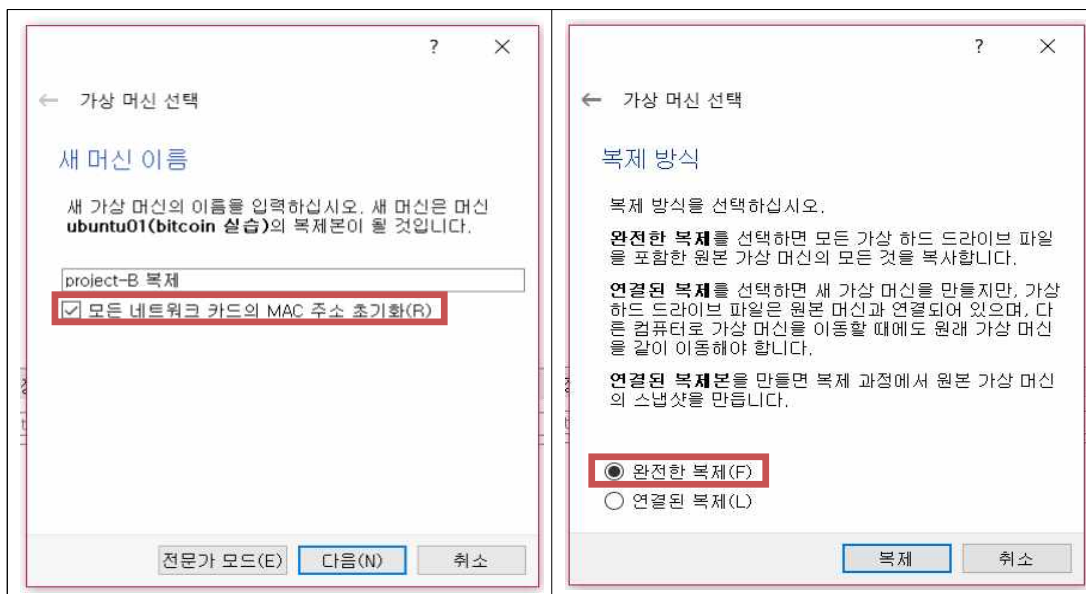 ? ×
← 가상 머신 선택
새 머신 이름
새 가상 머신의 이름을 입력하십시오. 새 머신은 머신
ubuntu01(bitcoin 실습)의 복제본이 될 것입니다.
project-B 복제
모든 네트워크 카드의 MAC 주소 초기화(R)
전문가 모드(E) 다음(N) 취소
? ×
← 가상 머신 선택
복제 방식
복제 방식을 선택하십시오.
완전한 복제를 선택하면 모든 가상 하드 드라이브 파일
을 포함한 원본 가상 머신의 모든 것을 복사합니다.
연결된 복제를 선택하면 새 가상 머신을 만들지만, 가상
하드 드라이브 파일은 원본 머신과 연결되어 있으며, 다
른 컴퓨터로 가상 머신을 이동할 때에도 원래 가상 머신
을 같이 이동해야 합니다.
연결된 복제본을 만들면 복제 과정에서 원본 가상 머신
의 스냅샷을 만듭니다.
완전한 복제(F)
연결된 복제(L)
복제 취소